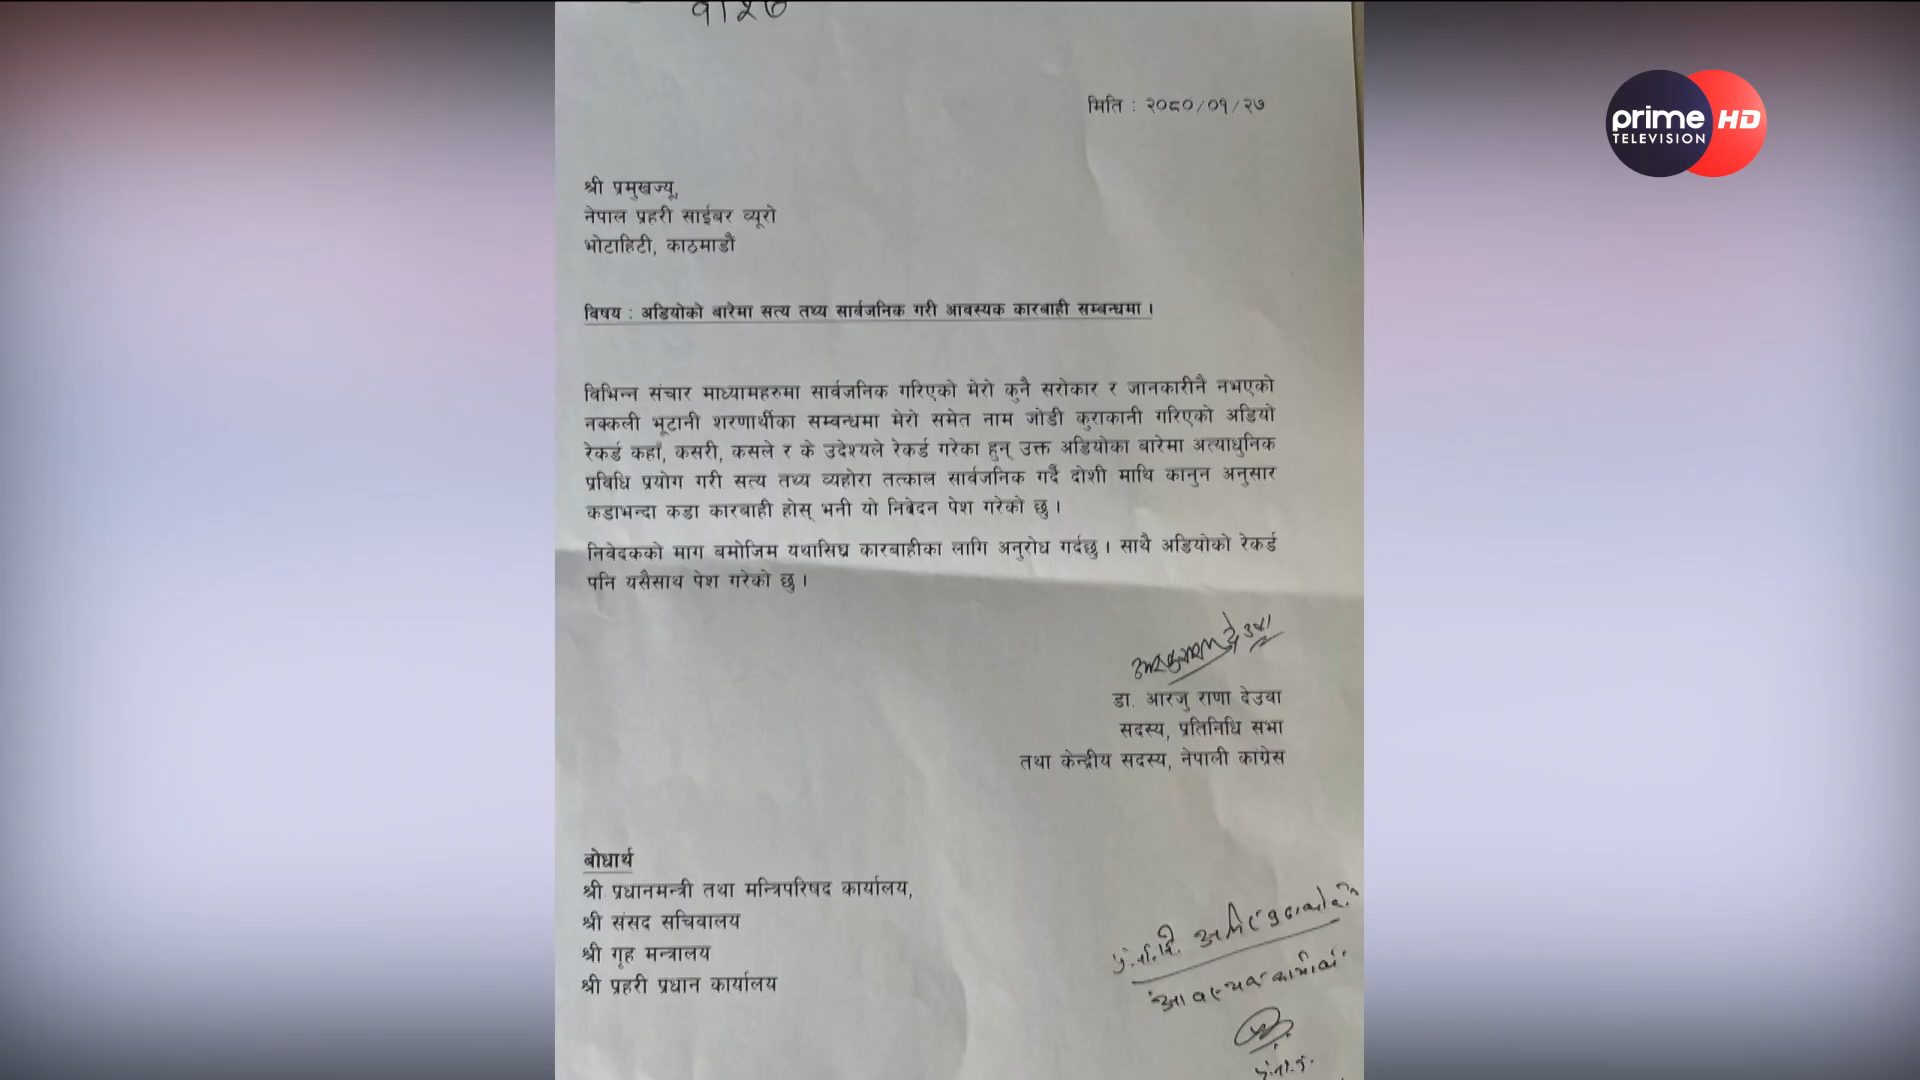 १/२७
मिति : २०८०/०१/२७
prime HD
TELEVISION
श्री प्रमुखज्यू,
नेपाल प्रहरी साईबर व्यूरो
भोटाहिटी, काठमाडौं
विषय : अडियोको बारेमा सत्य तथ्य सार्वजनिक गरी आवस्यक कारबाही सम्बन्धमा ।
विभिन्न संचार माध्यामहरुमा सार्वजनिक गरिएको मेरो कुनै सरोकार र जानकारीनै नभएको
नक्कली भूटानी शरणार्थीका सम्बन्धमा मेरो समेत नाम जोडी कुराकानी गरिएको अडियो
रेकर्ड कहाँ, कसरी, कसले र के उदेश्यले रेकर्ड गरेका हुन् उक्त अडियोका बारेमा अत्याधुनिक
प्रविधि प्रयोग गरी सत्य तथ्य व्यहोरा तत्काल सार्वजनिक गर्दै दोशी माथि कानुन अनुसार
कडाभन्दा कडा कारबाही होस् भनी यो निबेदन पेश गरेको छु ।
निवेदकको माग बमोजिम यथासिघ्र कारबाहीका लागि अनुरोध गर्दछु । साथै अडियोको रेकर्ड
पनि यसैसाथ पेश गरेको छु ।
डा. आरजु राणा देउवा
सदस्य, प्रतिनिधि सभा
तथा केन्द्रीय सदस्य, नेपाली कांग्रेस
बोधार्थ
श्री प्रधानमन्त्री तथा मन्त्रिपरिषद कार्यालय,
श्री संसद सचिवालय
श्री गृह मन्त्रालय
श्री प्रहरी प्रधान कार्यालय